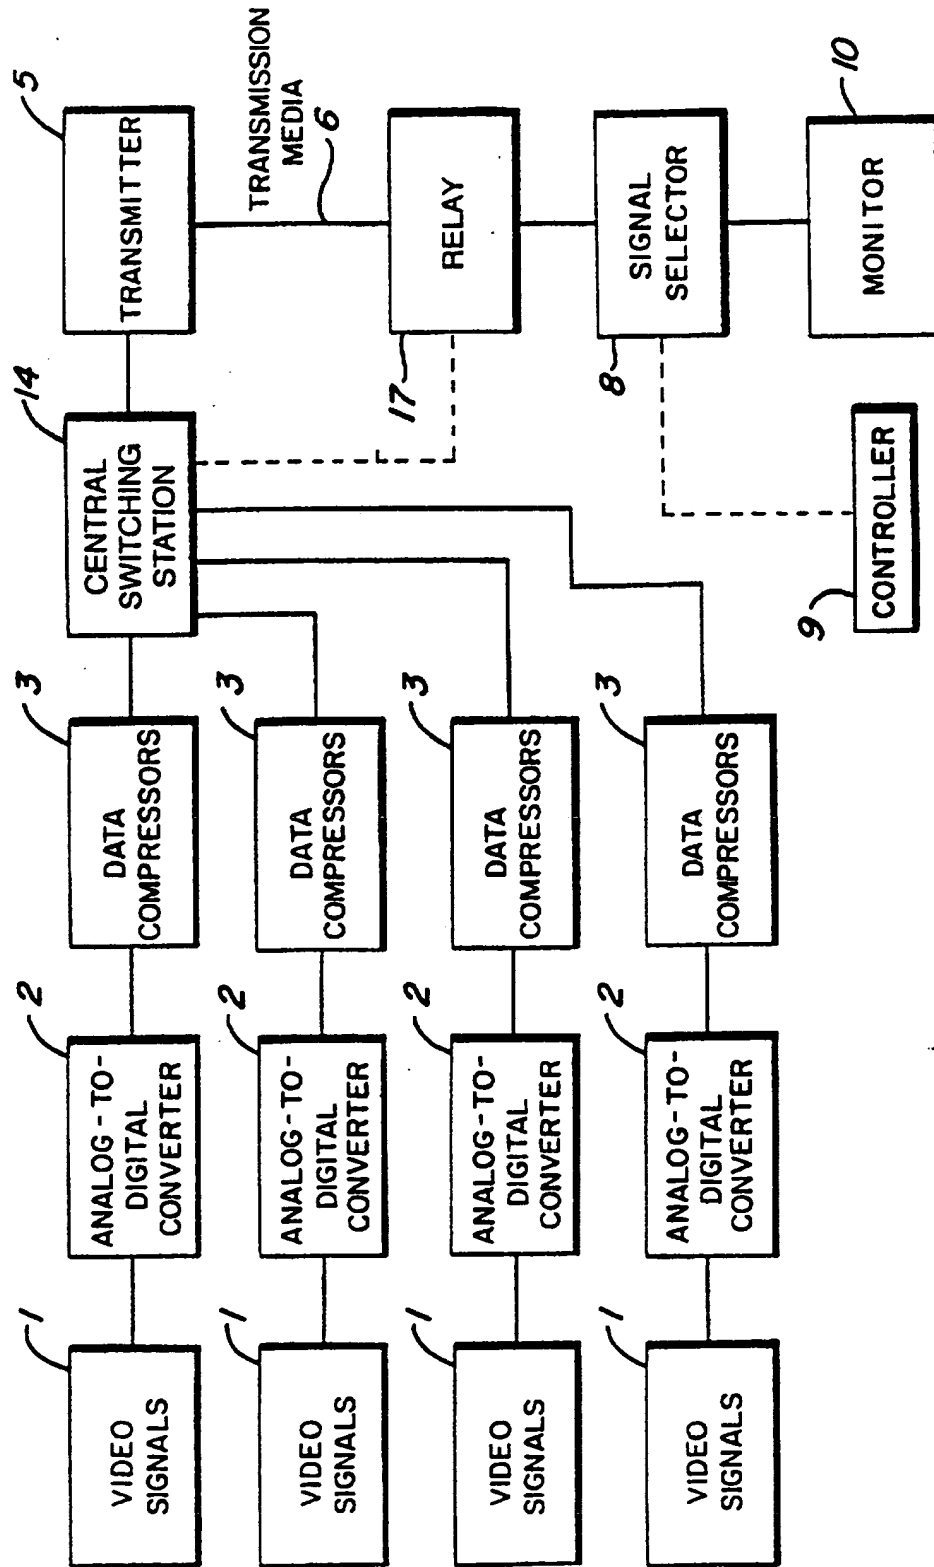 1
VIDEO
SIGNALS
2
ANALOG-TO-
DIGITAL
CONVERTER
3
DATA
COMPRESSORS
14
CENTRAL
SWITCHING
STATION
5
TRANSMITTER
1
VIDEO
SIGNALS
2
ANALOG-TO-
DIGITAL
CONVERTER
3
DATA
COMPRESSORS
TRANSMISSION
MEDIA
6
1
VIDEO
SIGNALS
2
ANALOG-TO-
DIGITAL
CONVERTER
3
DATA
COMPRESSORS
17
RELAY
1
VIDEO
SIGNALS
2
ANALOG-TO-
DIGITAL
CONVERTER
3
DATA
COMPRESSORS
8
SIGNAL
SELECTOR
9
CONTROLLER
10
MONITOR